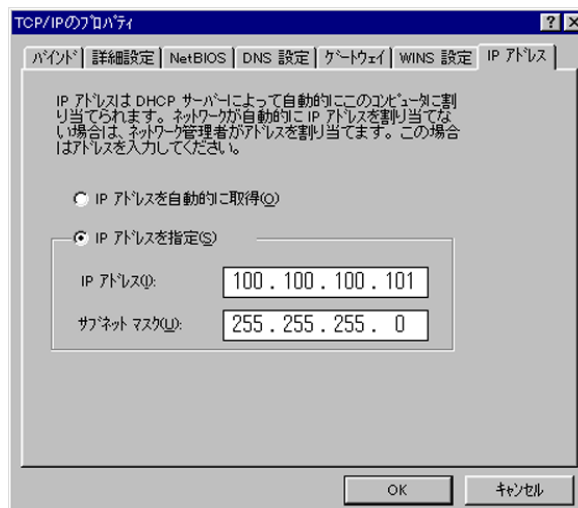 TCP/IPのﾌﾟﾛﾊﾟﾃｨ
ﾊﾞｲﾝﾄﾞ 詳細設定 NetBIOS DNS 設定 ｹﾞｰﾄｳｪｲ WINS 設定 IP ｱﾄﾞﾚｽ
IP ｱﾄﾞﾚｽは DHCP ｻｰﾊﾞｰによって自動的にこのｺﾝﾋﾟｭｰﾀに割
り当てられます。ﾈｯﾄﾜｰｸが自動的に IP ｱﾄﾞﾚｽを割り当てな
い場合は、ﾈｯﾄﾜｰｸ管理者がｱﾄﾞﾚｽを割り当てます。この場合
はｱﾄﾞﾚｽを入力してください。
IP ｱﾄﾞﾚｽを自動的に取得(O)
IP ｱﾄﾞﾚｽを指定(S)
IP ｱﾄﾞﾚｽ(I): 100 . 100 . 100 . 101
ｻﾌﾞﾈｯﾄ ﾏｽｸ(U): 255 . 255 . 255 . 0
OK ｷｬﾝｾﾙ